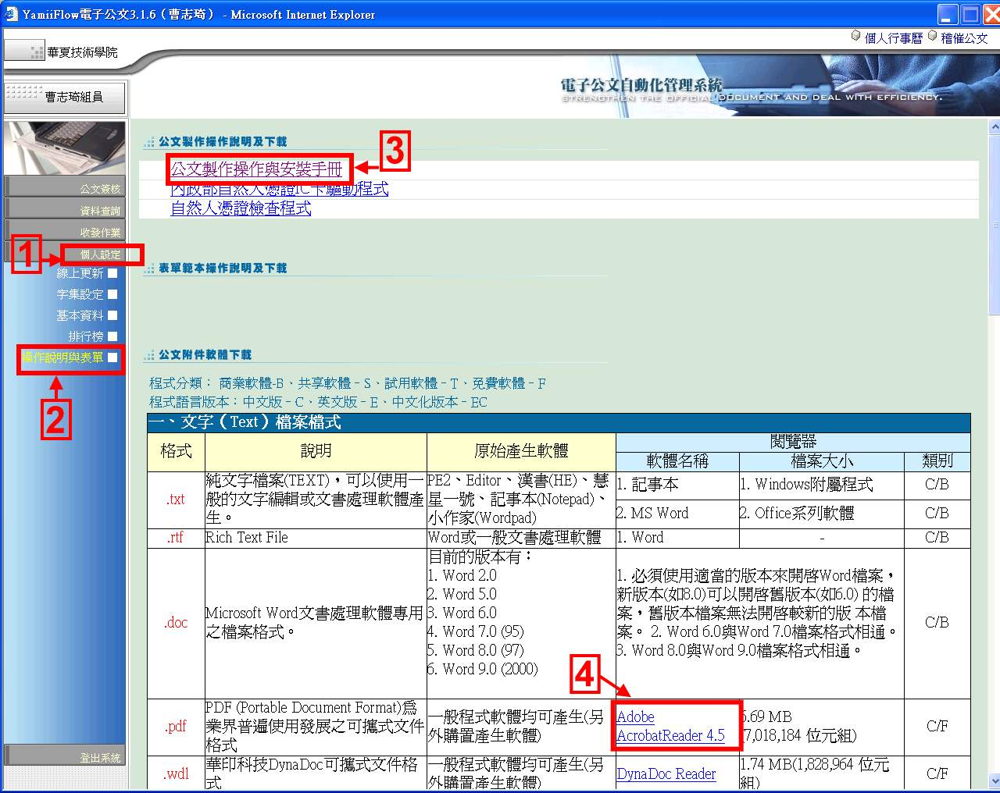 YamiiFlow電子公文3.1.6（曹志琦） - Microsoft Internet Explorer
個人行事曆 稽催公文
華夏技術學院
曹志琦組員
電子公文自動化管理系統
STRENGTHEN THE OFFICIAL DOCUMENT AND DEAL WITH EFFICIENCY.
公文簽核
資料查詢
收發作業
1
個人設定
線上更新
字集設定
基本資料
排行榜
操作說明與表單
2
登出系統
公文製作操作說明及下載
3
公文製作操作與安裝手冊
內政部自然人憑證IC卡驅動程式
自然人憑證檢查程式
表單範本操作說明及下載
公文附件軟體下載
程式分類： 商業軟體-B、共享軟體－S、試用軟體－T、免費軟體－F
程式語言版本：中文版－C、英文版－E、中文化版本－EC
一、文字（Text）檔案檔式
格式 說明 原始產生軟體 閱覽器
軟體名稱 檔案大小 類別
.txt
純文字檔案(TEXT)，可以使用一
般的文字編輯或文書處理軟體產
生。
PE2、Editor、漢書(HE)、慧
星一號、記事本(Notepad)、
小作家(Wordpad)
1. 記事本 1. Windows附屬程式 C/B
2. MS Word 2. Office系列軟體 C/B
.rtf Rich Text File Word或一般文書處理軟體 1. Word - C/B
.doc
Microsoft Word文書處理軟體專用
之檔案格式。
目前的版本有：
1. Word 2.0
2. Word 5.0
3. Word 6.0
4. Word 7.0 (95)
5. Word 8.0 (97)
6. Word 9.0 (2000)
1. 必須使用適當的版本來開啓Word檔案，
新版本(如8.0)可以開啓舊版本(如6.0) 的檔
案，舊版本檔案無法開啓較新的版 本檔
案。 2. Word 6.0與Word 7.0檔案格式相通。
3. Word 8.0與Word 9.0檔案格式相通。
C/B
4
.pdf
PDF (Portable Document Format)爲
業界普遍使用發展之可攜式文件
格式
一般程式軟體均可產生(另
外購置產生軟體)
Adobe
AcrobatReader 4.5
6.69 MB
(7,018,184 位元組)
C/F
.wdl
華印科技DynaDoc可攜式文件格
式
一般程式軟體均可產生(另
外購置產生軟體)
DynaDoc Reader
1.74 MB(1,828,964 位元
組)
C/F